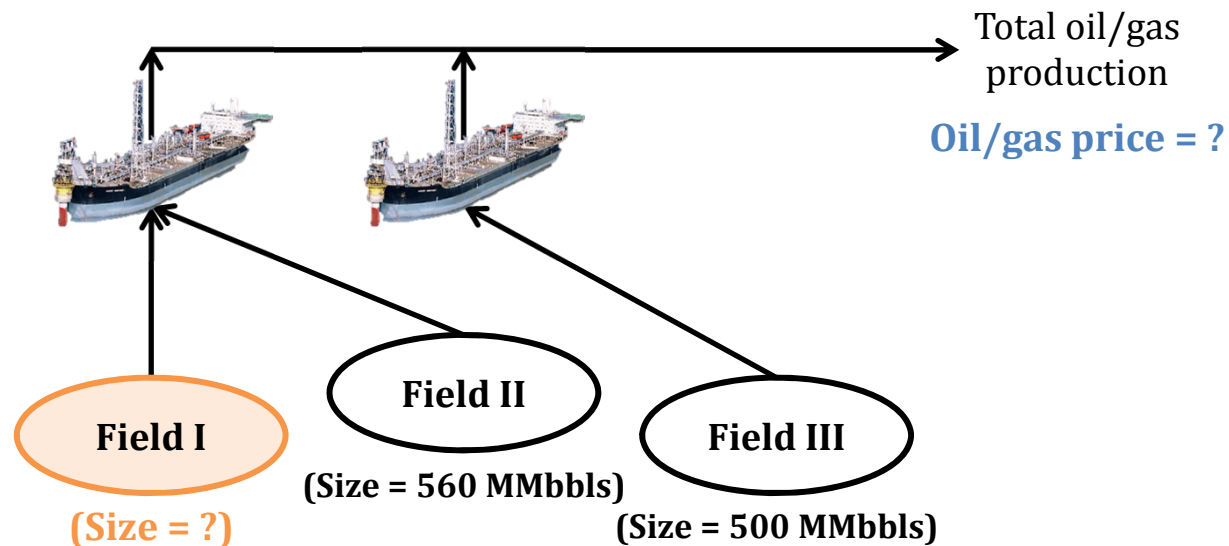 Total oil/gas
production
Oil/gas price = ?
Field I
(Size = ?)
Field II
(Size = 560 MMbbls)
Field III
(Size = 500 MMbbls)